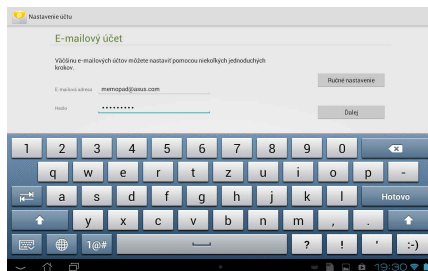 Nastavenie účtu
E-mailový účet
Väčšinu e-mailových účtov môžete nastaviť pomocou niekoľkých jednoduchých
krokov.
Ručné nastavenie
E-mailová adresa memopad@asus.com
Heslo •••••••••
Ďalej
1 2 3 4 5 6 7 8 9 0
q w e r t z u i o p -
a s d f g h j k l Hotovo
y x c v b n m , .
1@# ? ! ' :-)
19:30